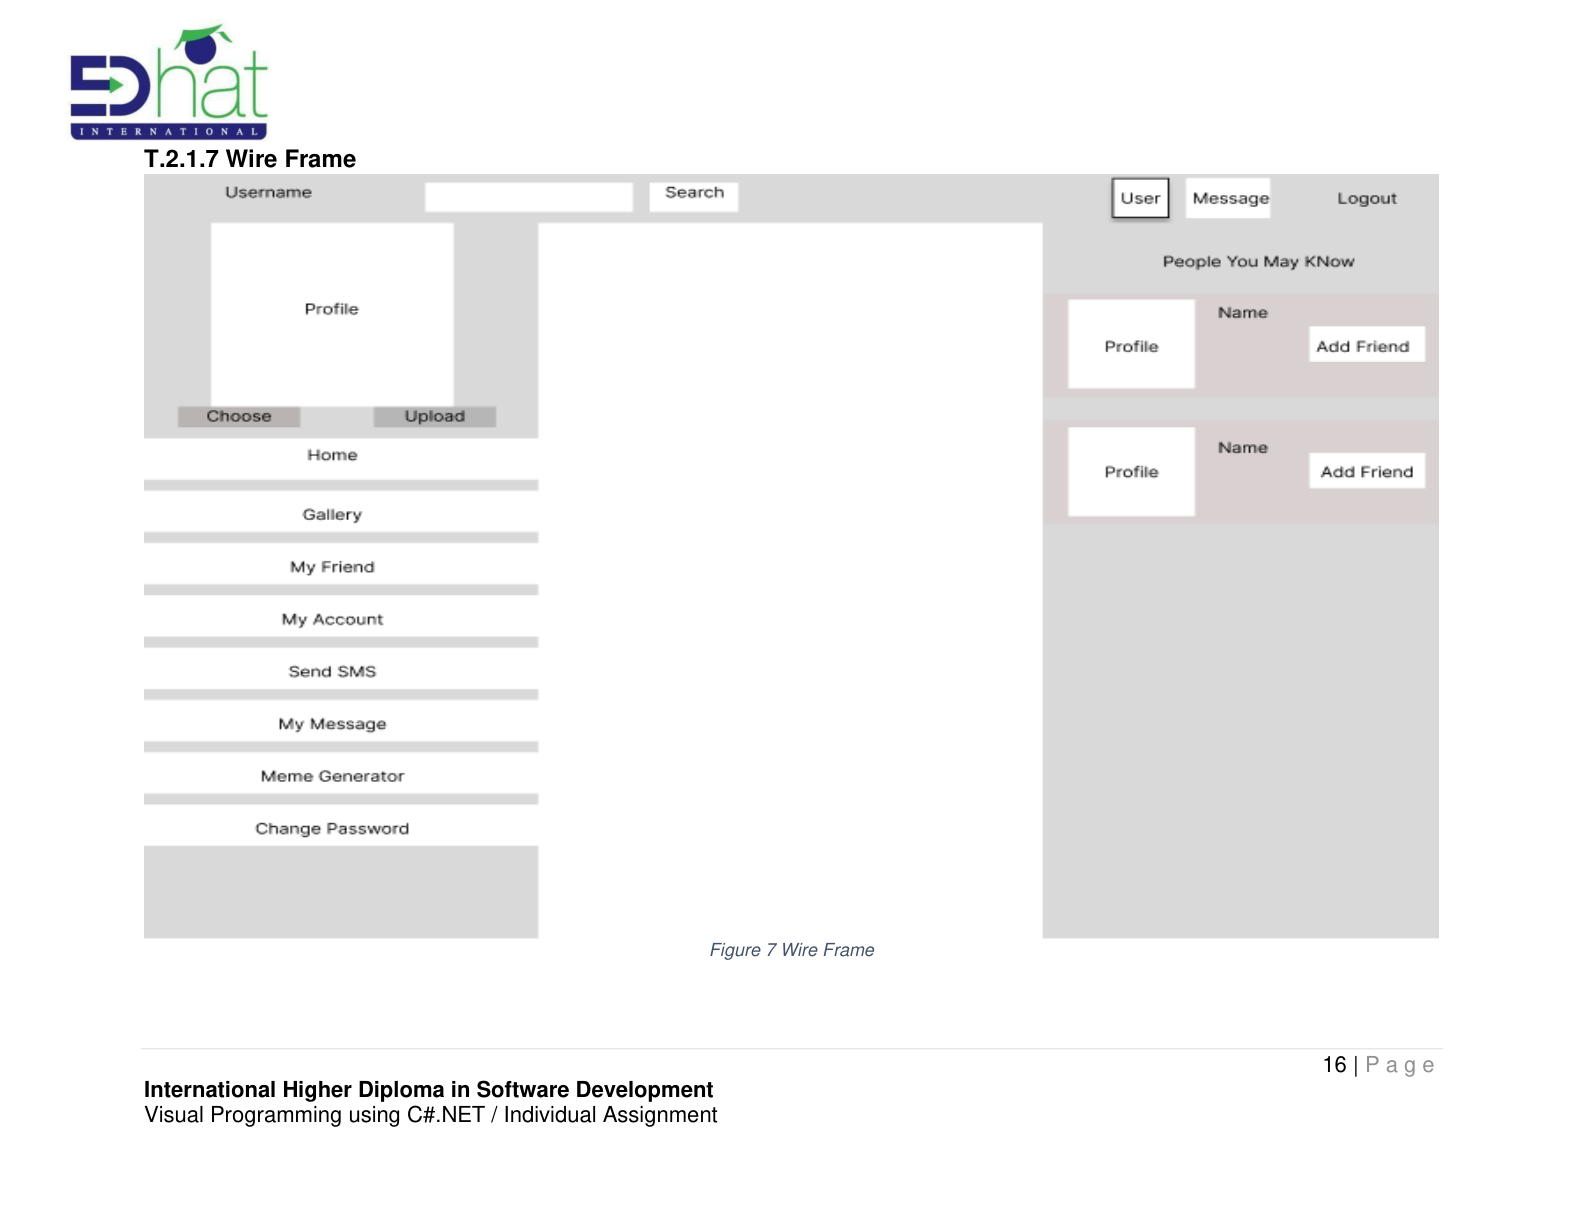 EDhat
INTERNATIONAL
T.2.1.7 Wire Frame
Username
Search
User
Message
Logout
Profile
Choose
Upload
Home
Gallery
My Friend
My Account
Send SMS
My Message
Meme Generator
Change Password
People You May KNow
Profile
Name
Add Friend
Profile
Name
Add Friend
Figure 7 Wire Frame
16 | Page
International Higher Diploma in Software Development
Visual Programming using C#.NET / Individual Assignment